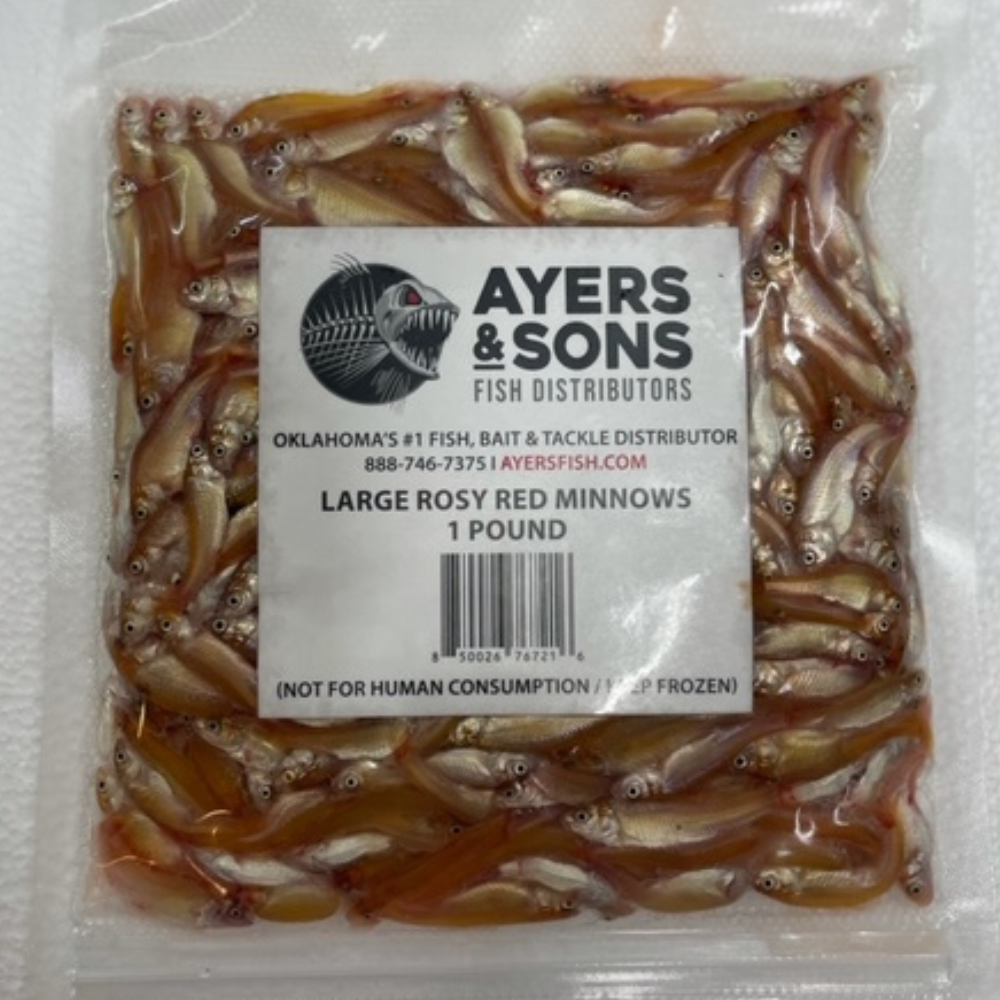 AYERS
& SONS
FISH DISTRIBUTORS
OKLAHOMA'S #1 FISH, BAIT & TACKLE DISTRIBUTOR
888-746-7375 I AYERSFISH.COM
LARGE ROSY RED MINNOWS
1 POUND
8 50026 76721 6
(NOT FOR HUMAN CONSUMPTION / KEEP FROZEN)